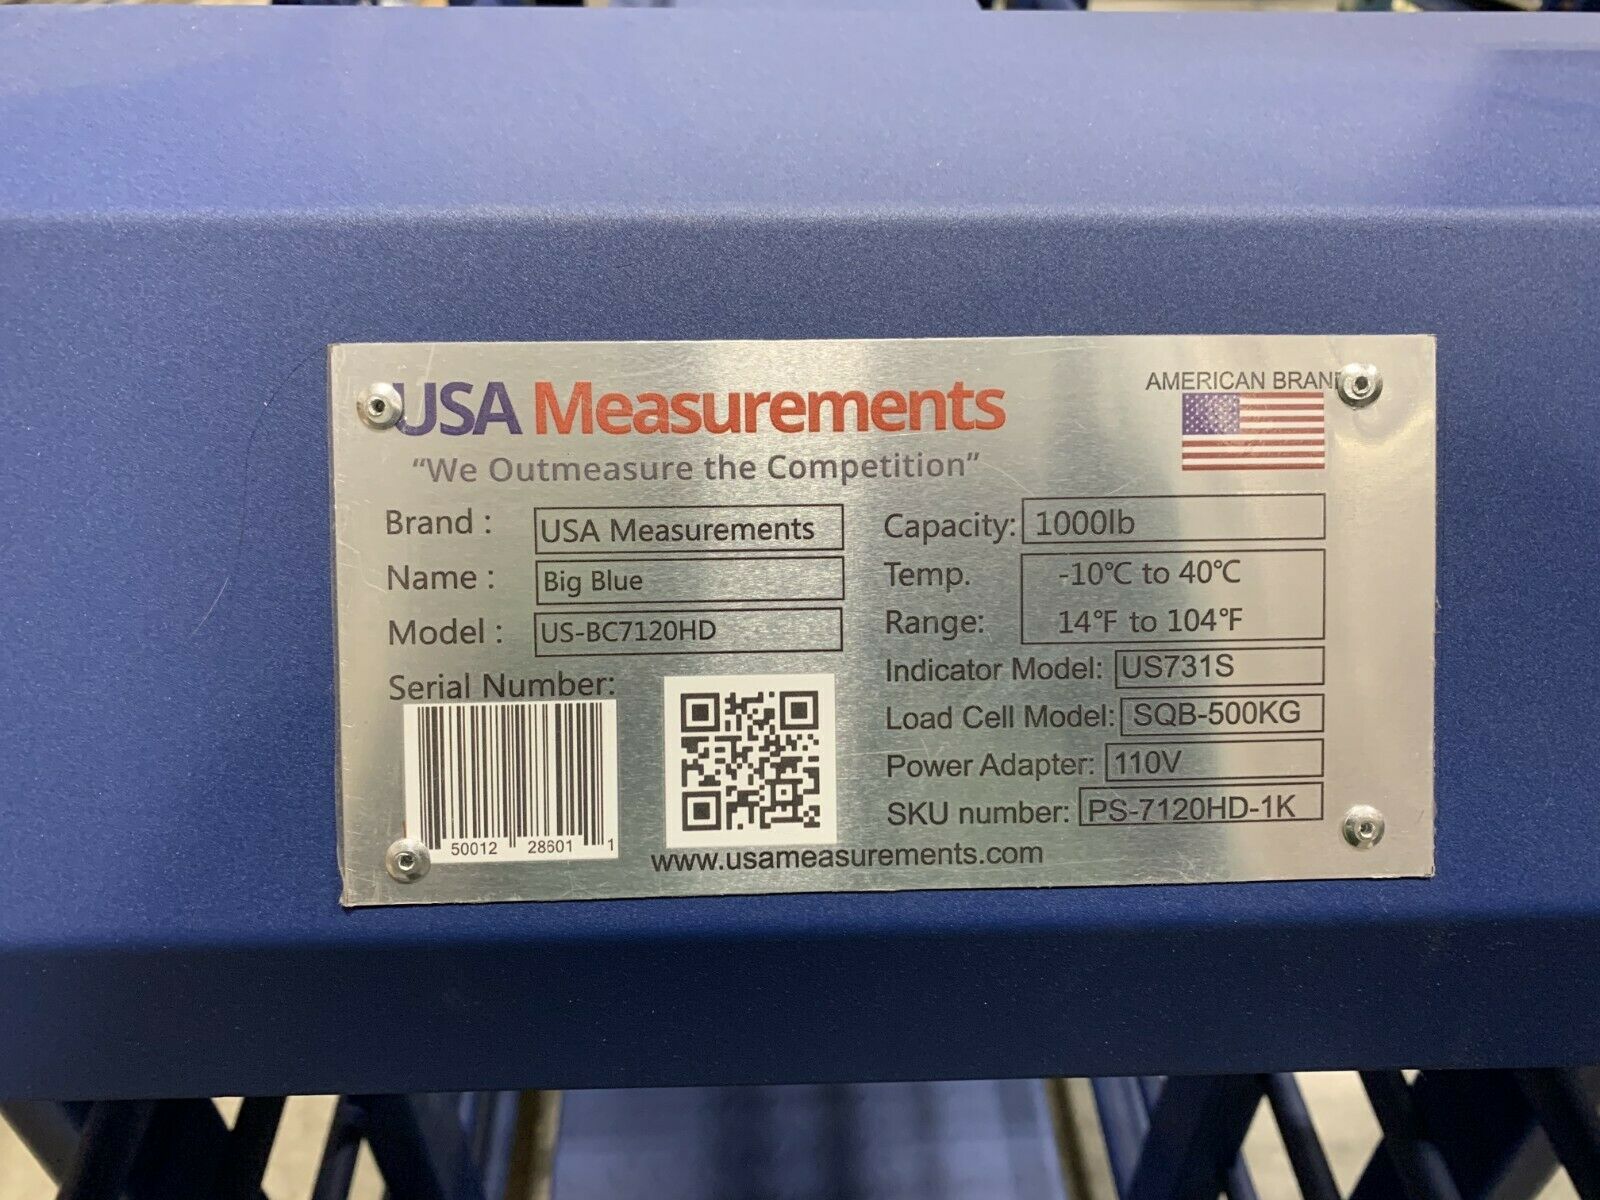 USA Measurements
"We Outmeasure the Competition"
AMERICAN BRAND
Brand : USA Measurements
Name : Big Blue
Model : US-BC7120HD
Serial Number:
50012 28601 1
Capacity: 1000lb
Temp. -10℃ to 40℃
Range: 14℉ to 104℉
Indicator Model: US731S
Load Cell Model: SQB-500KG
Power Adapter: 110V
SKU number: PS-7120HD-1K
www.usameasurements.com